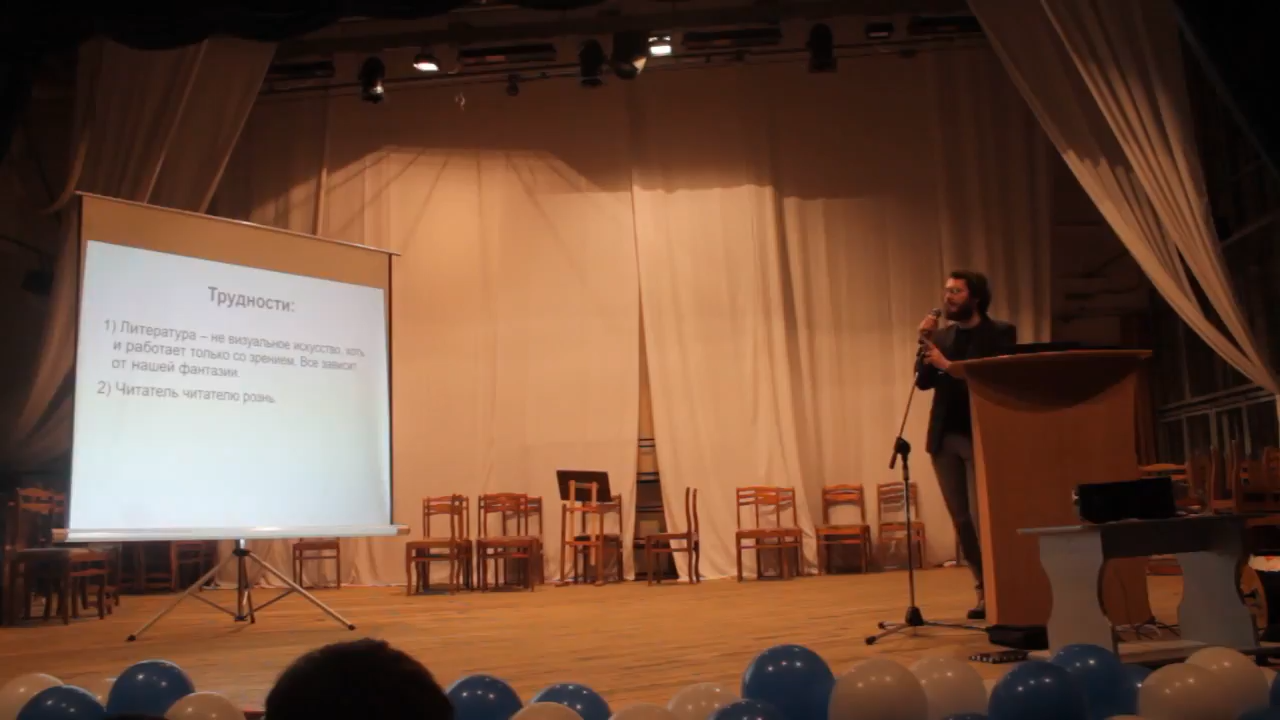 Трудности:
1) Литература – не визуальное искусство, хоть
и работает только со зрением. Все зависит
от нашей фантазии.
2) Читатель читателю рознь.